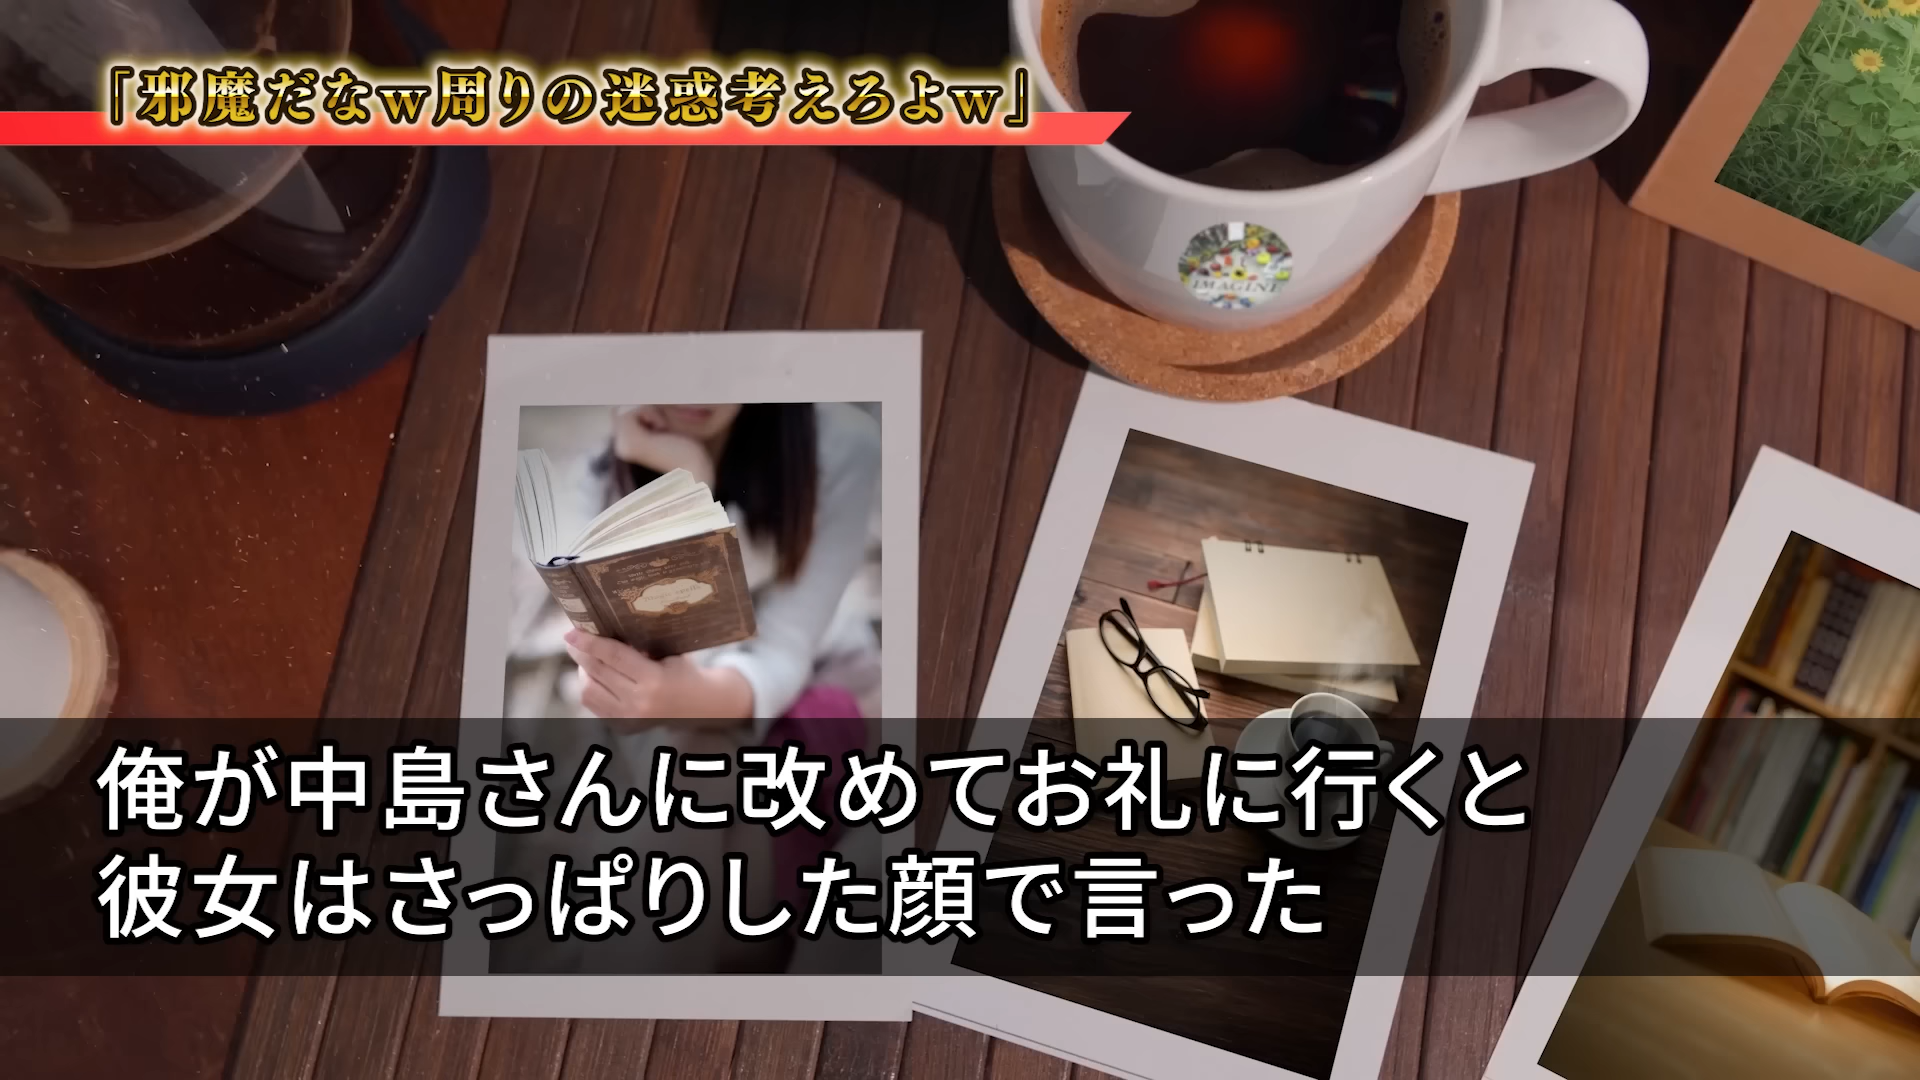 「邪魔だなw周りの迷惑考えろよw」
IMAGINE
俺が中島さんに改めてお礼に行くと
彼女はさっぱりした顔で言った